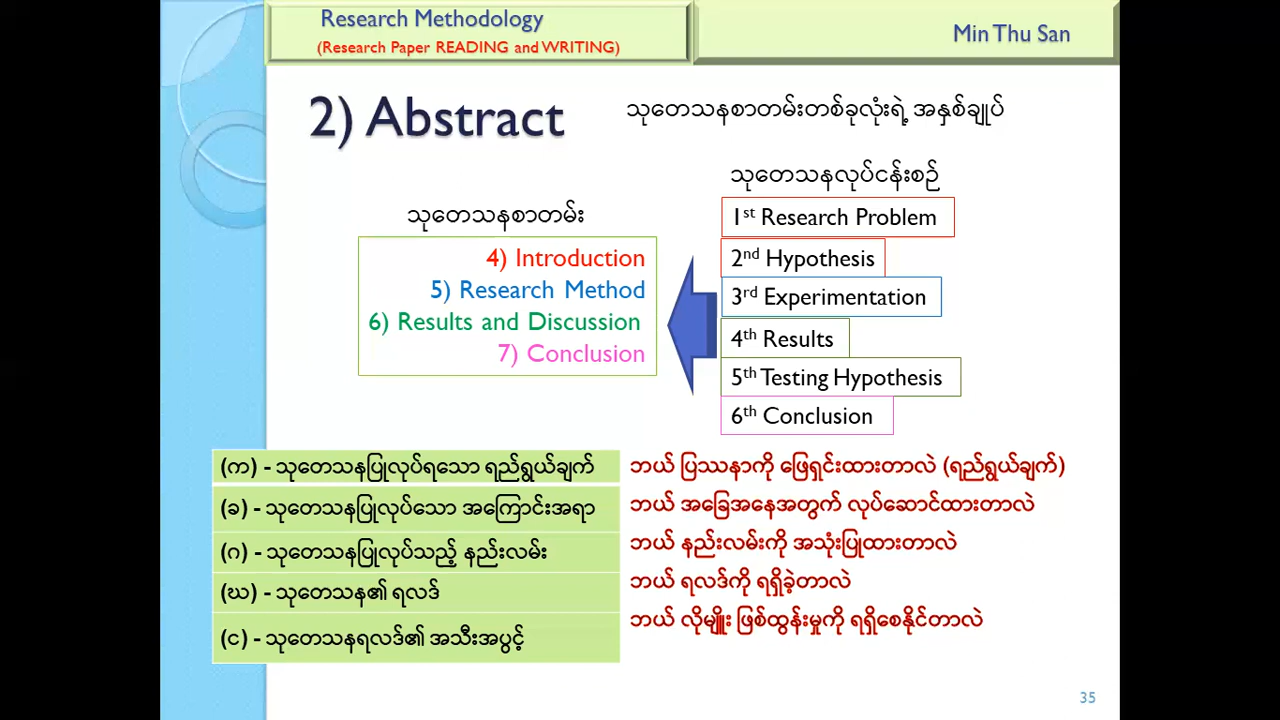 Research Methodology
(Research Paper READING and WRITING)
Min Thu San
2) Abstract
သုတေသနစာတမ်းတစ်ခုလုံးရဲ့ အနှစ်ချုပ်
သုတေသနစာတမ်း
4) Introduction
5) Research Method
6) Results and Discussion
7) Conclusion
သုတေသနလုပ်ငန်းစဉ်
1st Research Problem
2nd Hypothesis
3rd Experimentation
4th Results
5th Testing Hypothesis
6th Conclusion
(က) - သုတေသနပြုလုပ်ရသော ရည်ရွယ်ချက်
(ခ) - သုတေသနပြုလုပ်သော အကြောင်းအရာ
(ဂ) - သုတေသနပြုလုပ်သည့် နည်းလမ်း
(ဃ) - သုတေသန၏ ရလဒ်
(င) - သုတေသနရလဒ်၏ အသီးအပွင့်
ဘယ် ပြဿနာကို ဖြေရှင်းထားတာလဲ (ရည်ရွယ်ချက်)
ဘယ် အခြေအနေအတွက် လုပ်ဆောင်ထားတာလဲ
ဘယ် နည်းလမ်းကို အသုံးပြုထားတာလဲ
ဘယ် ရလဒ်ကို ရရှိခဲ့တာလဲ
ဘယ် လိုမျိုး ဖြစ်ထွန်းမှုကို ရရှိစေနိုင်တာလဲ
35